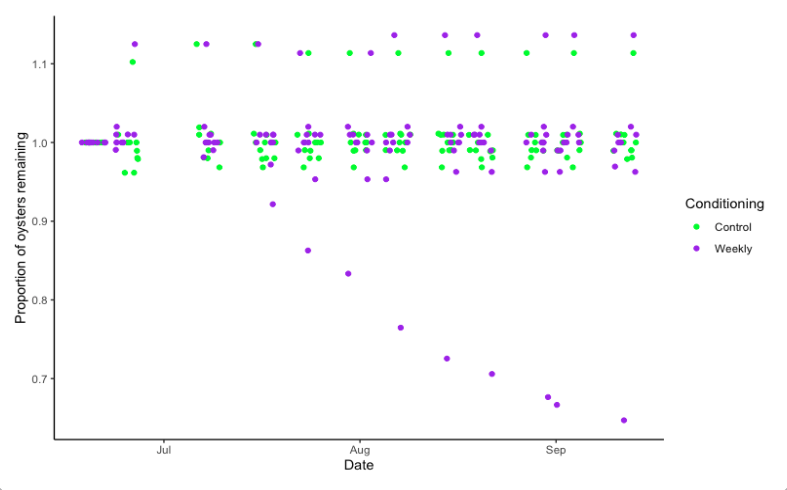 Proportion of oysters remaining
1.1
1.0
0.9
0.8
0.7
Jul
Aug
Sep
Date
Conditioning
Control
Weekly